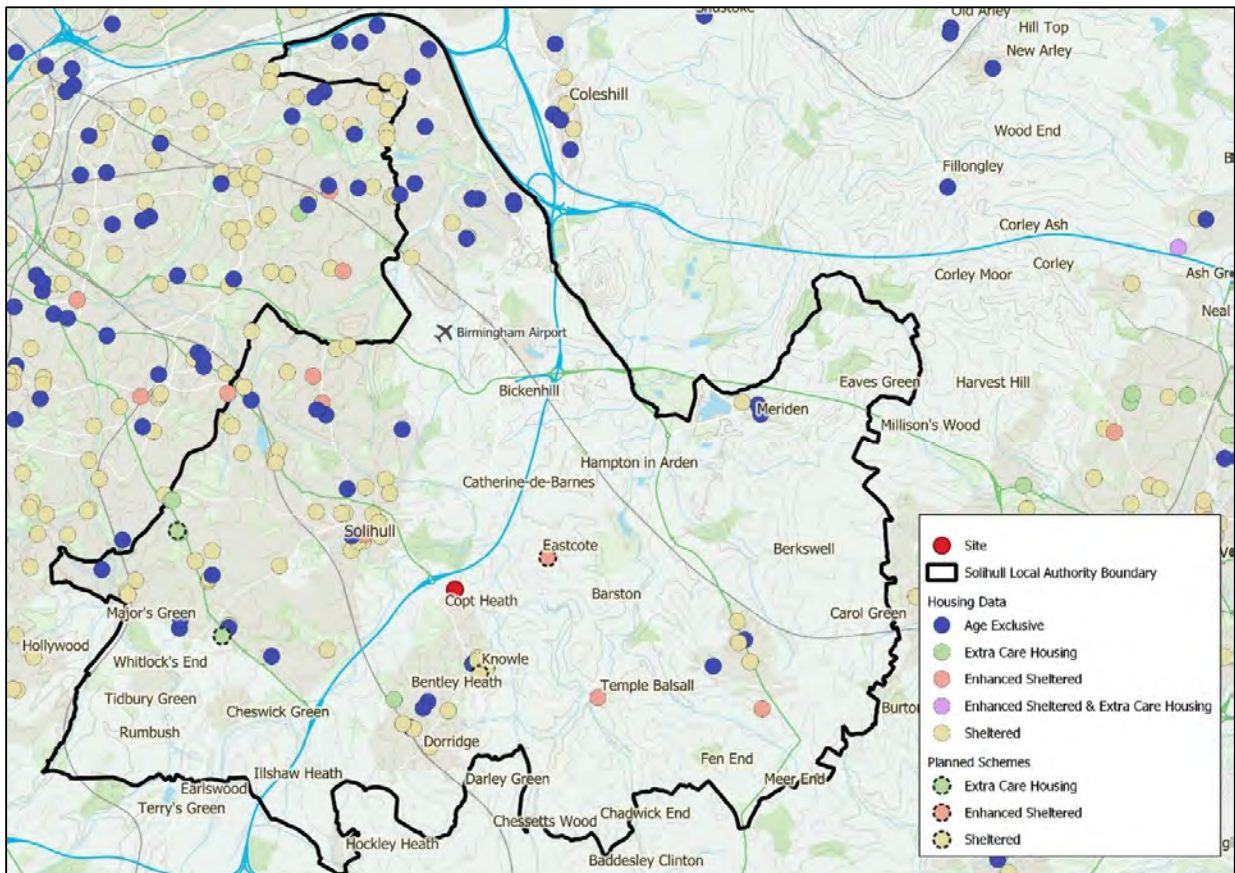 Old Arley
Hill Top
New Arley
Coleshill
Wood End
Fillongley
Corley Ash
Corley
Corley Moor
Ash Gr
Neal
Birmingham Airport
Bickenhill
Eaves Green
Harvest Hill
Meriden
Millison's Wood
Hampton in Arden
Catherine-de-Barnes
Solihull
Eastcote
Berkswell
Barston
Copt Heath
Carol Green
Major's Green
Hollywood
Whitlock's End
Knowle
Bentley Heath
Temple Balsall
Tidbury Green
Cheswick Green
Burto
Rumbush
Dorridge
Fen End
Illshaw Heath
Darley Green
Meer End
Earlswood
Terry's Green
Chadwick End
Chessetts Wood
Hockley Heath
Baddesley Clinton
Site
Solihull Local Authority Boundary
Housing Data
Age Exclusive
Extra Care Housing
Enhanced Sheltered
Enhanced Sheltered & Extra Care Housing
Sheltered
Planned Schemes
Extra Care Housing
Enhanced Sheltered
Sheltered